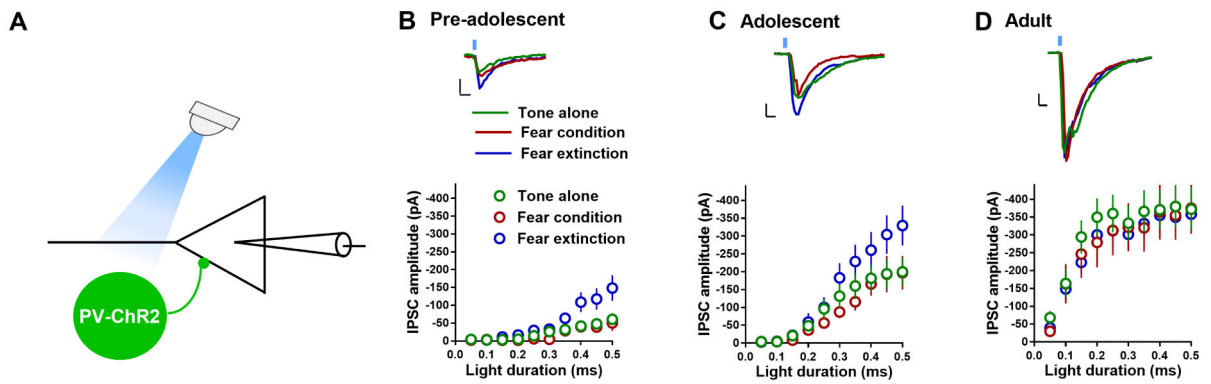 A
PV-ChR2
B Pre-adolescent
Tone alone
Fear condition
Fear extinction
IPSC amplitude (pA)
-400
-350
-300
-250
-200
-150
-100
-50
0
Tone alone
Fear condition
Fear extinction
0.0 0.1 0.2 0.3 0.4 0.5
Light duration (ms)
C Adolescent
IPSC amplitude (pA)
-400
-350
-300
-250
-200
-150
-100
-50
0
0.0 0.1 0.2 0.3 0.4 0.5
Light duration (ms)
D Adult
IPSC amplitude (pA)
-400
-350
-300
-250
-200
-150
-100
-50
0
0.0 0.1 0.2 0.3 0.4 0.5
Light duration (ms)